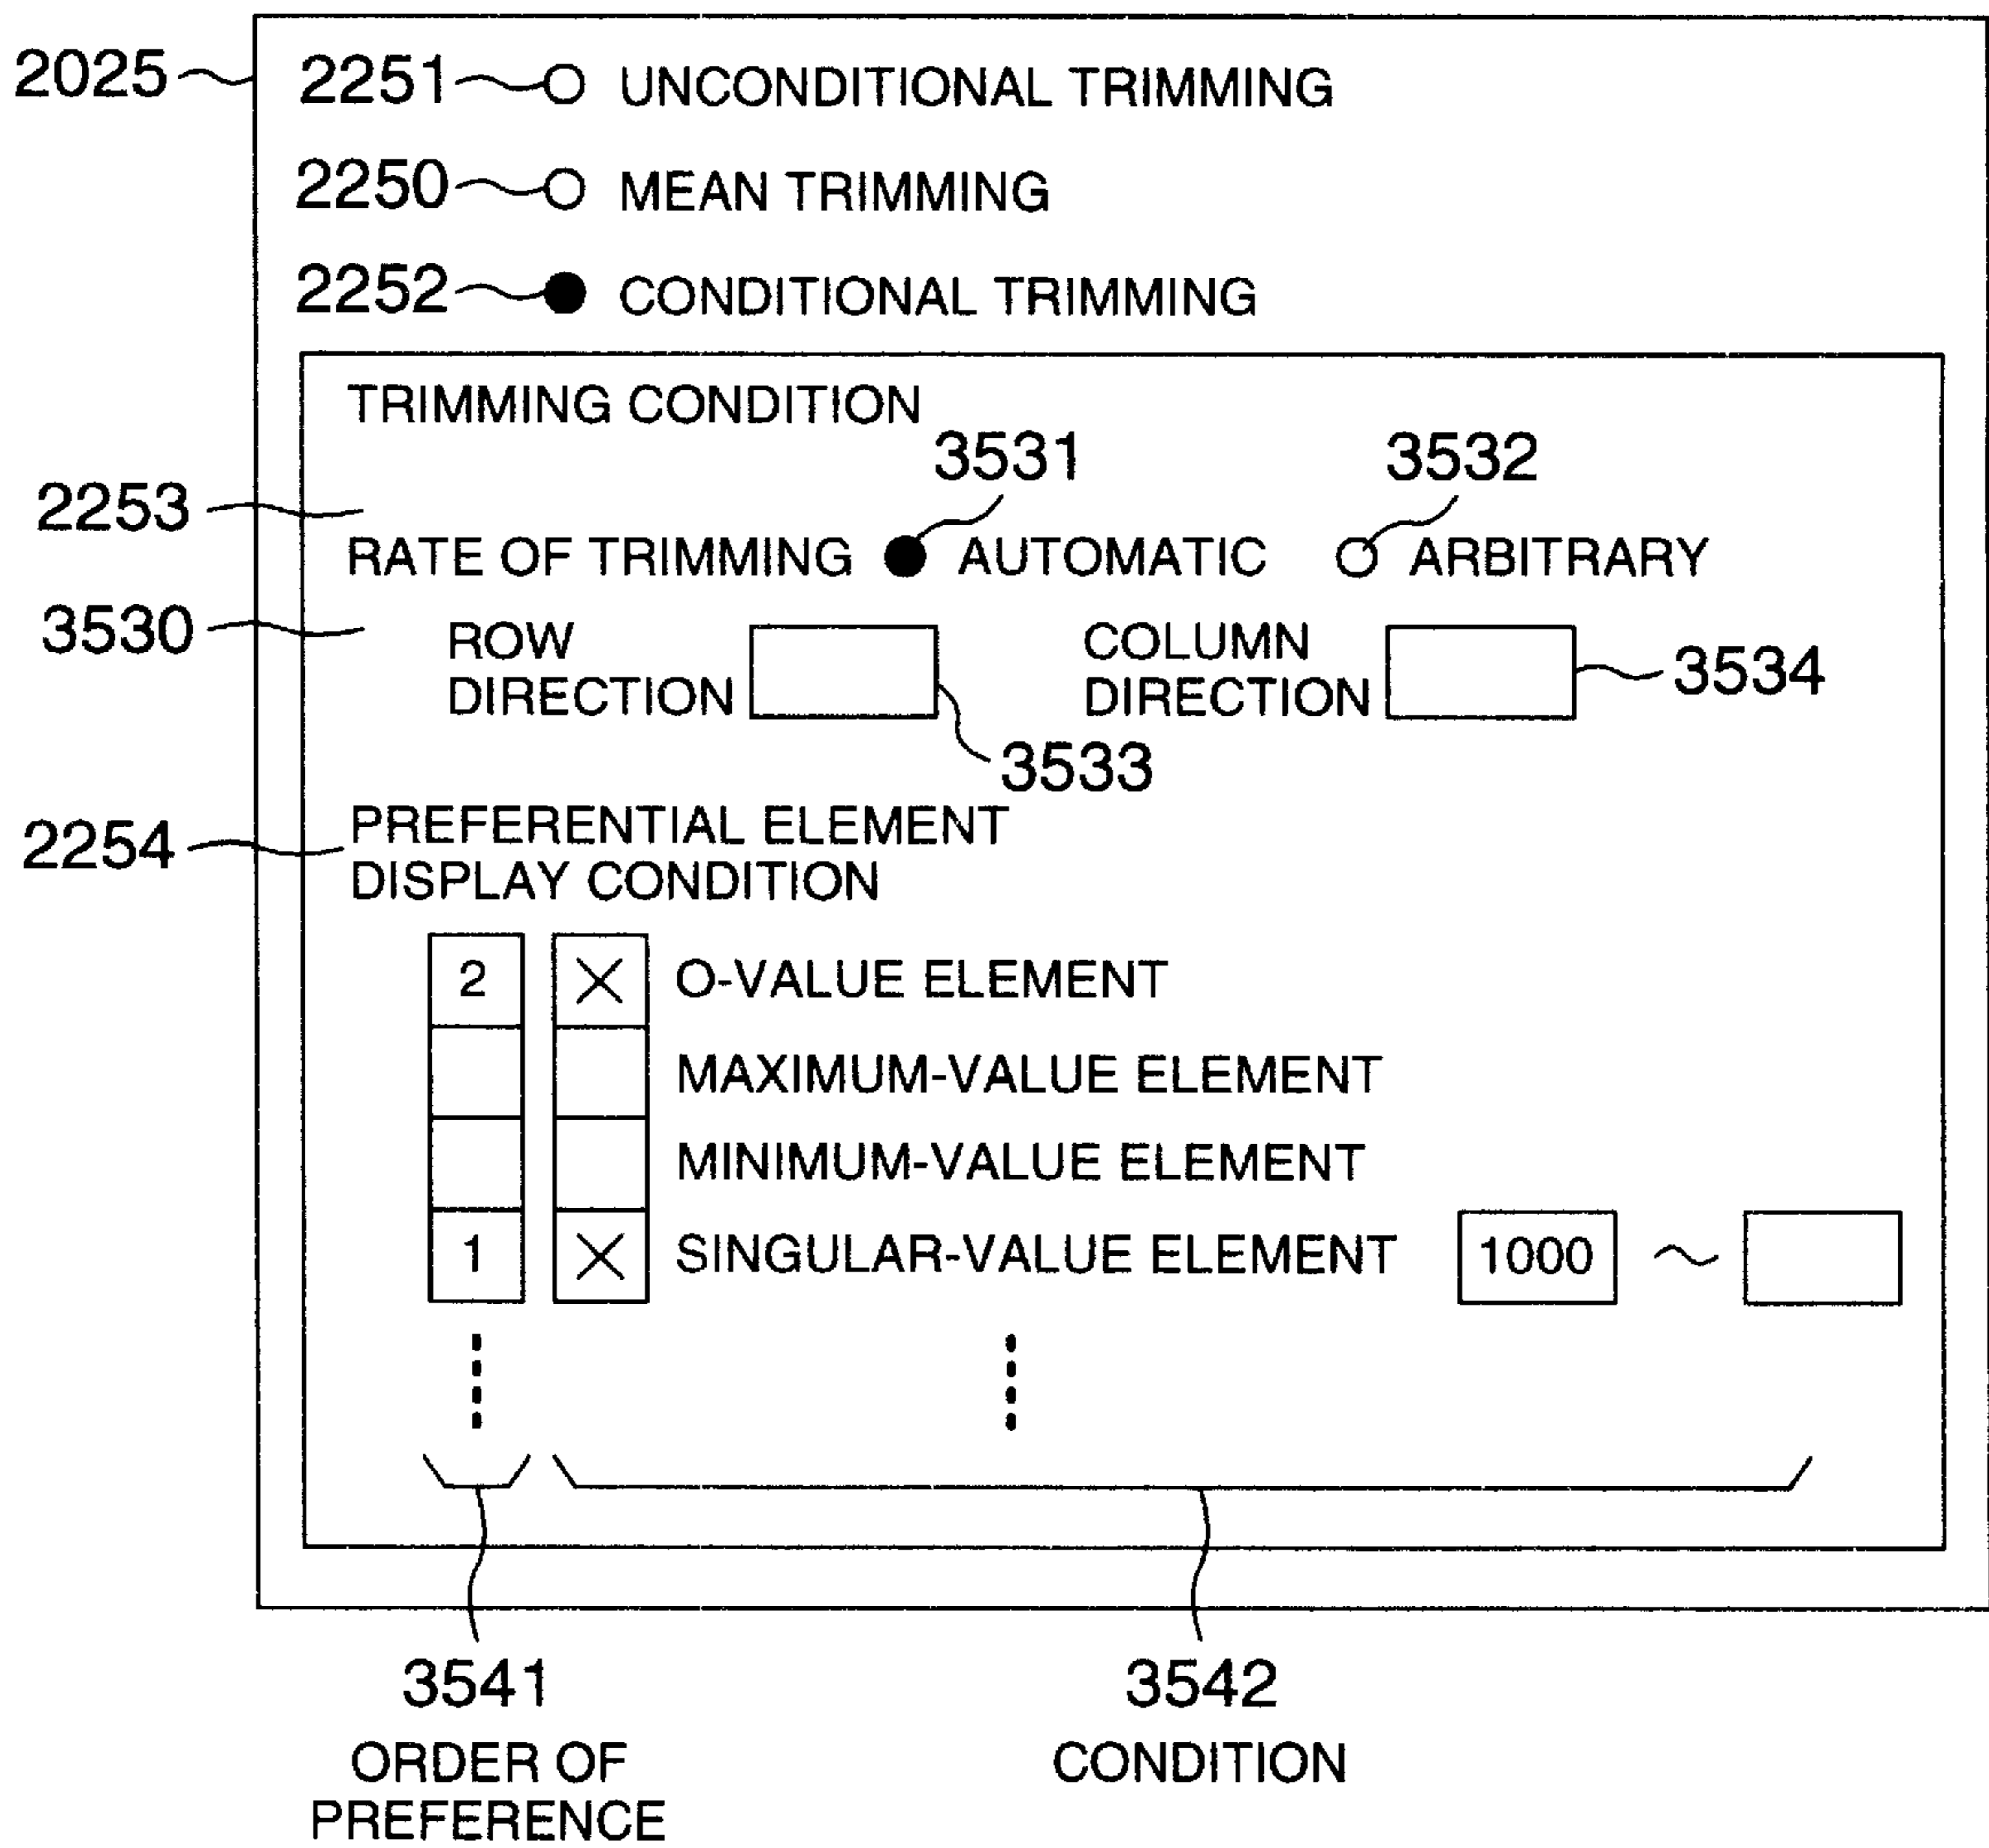 2025 2251 UNCONDITIONAL TRIMMING
2250 MEAN TRIMMING
2252 CONDITIONAL TRIMMING
TRIMMING CONDITION
3531 3532
2253
RATE OF TRIMMING AUTOMATIC ARBITRARY
3530
ROW DIRECTION
COLUMN DIRECTION
3534
3533
2254
PREFERENTIAL ELEMENT
DISPLAY CONDITION
2 X O-VALUE ELEMENT
MAXIMUM-VALUE ELEMENT
MINIMUM-VALUE ELEMENT
1 X SINGULAR-VALUE ELEMENT 1000 ~
3541 3542
ORDER OF PREFERENCE
CONDITION